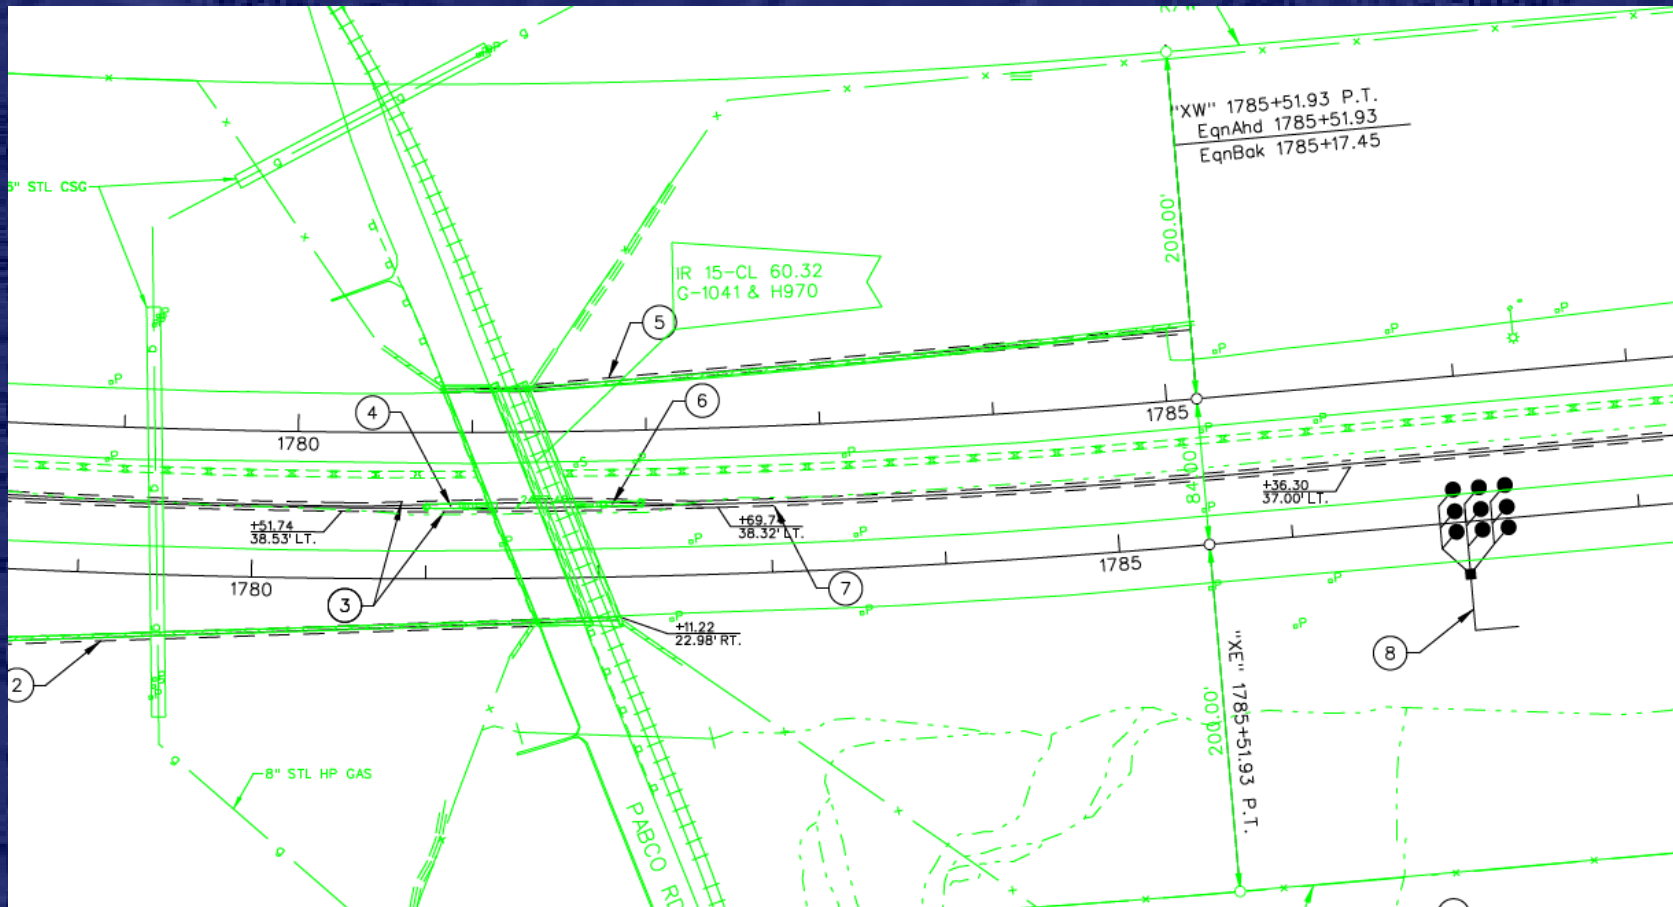 "XW" 1785+51.93 P.T.
EqnAhd 1785+51.93
EqnBak 1785+17.45
STL CSG
200.00'
IR 15-CL 60.32
G-1041 & H970
5
6
4
1780
1785
84.00'
+36.30
37.00' LT.
+51.74
38.53' LT.
38.32' LT.
1780
1785
3
7
+11.22
22.98' RT.
8
2
"XE" 1785+51.93 P.T.
200.00'
8" STL HP GAS
PABCO RD